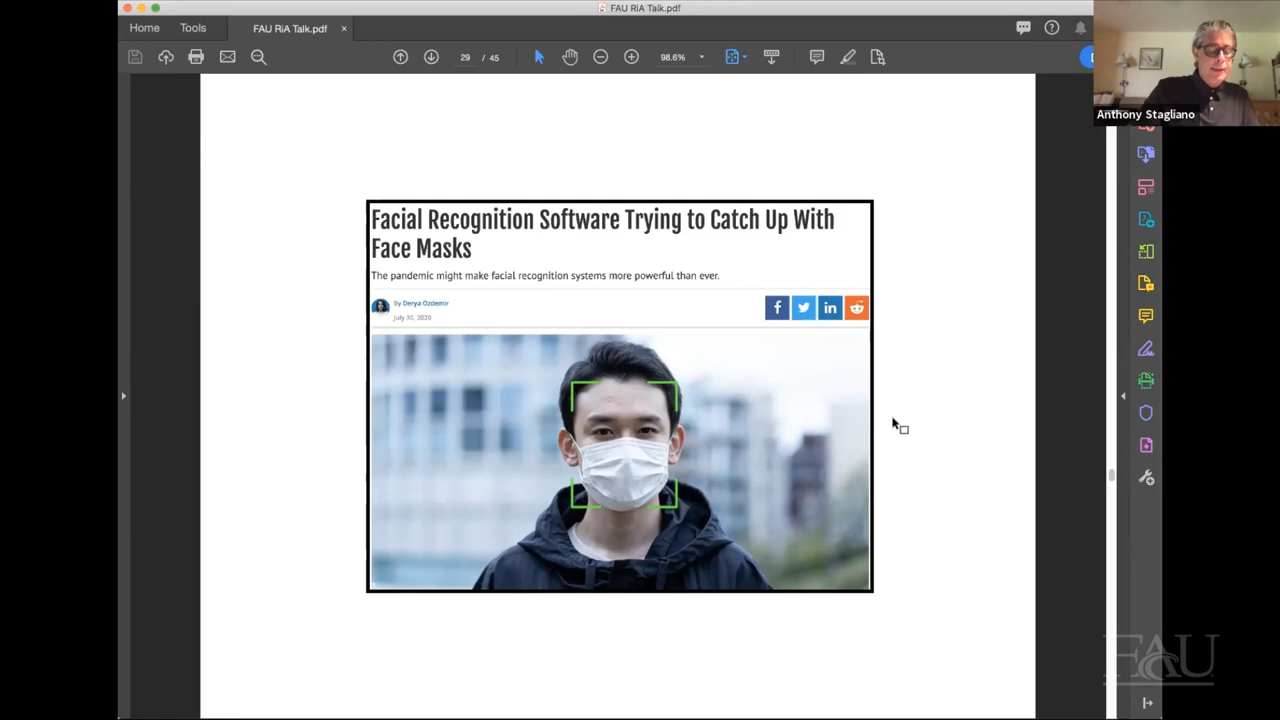 FAU RiA Talk.pdf
Home
Tools
FAU RiA Talk.pdf
29 / 45
98.6%
Anthony Stagliano
Facial Recognition Software Trying to Catch Up With
Face Masks
The pandemic might make facial recognition systems more powerful than ever.
By Derya Ozdemir
July 30, 2020
FAU